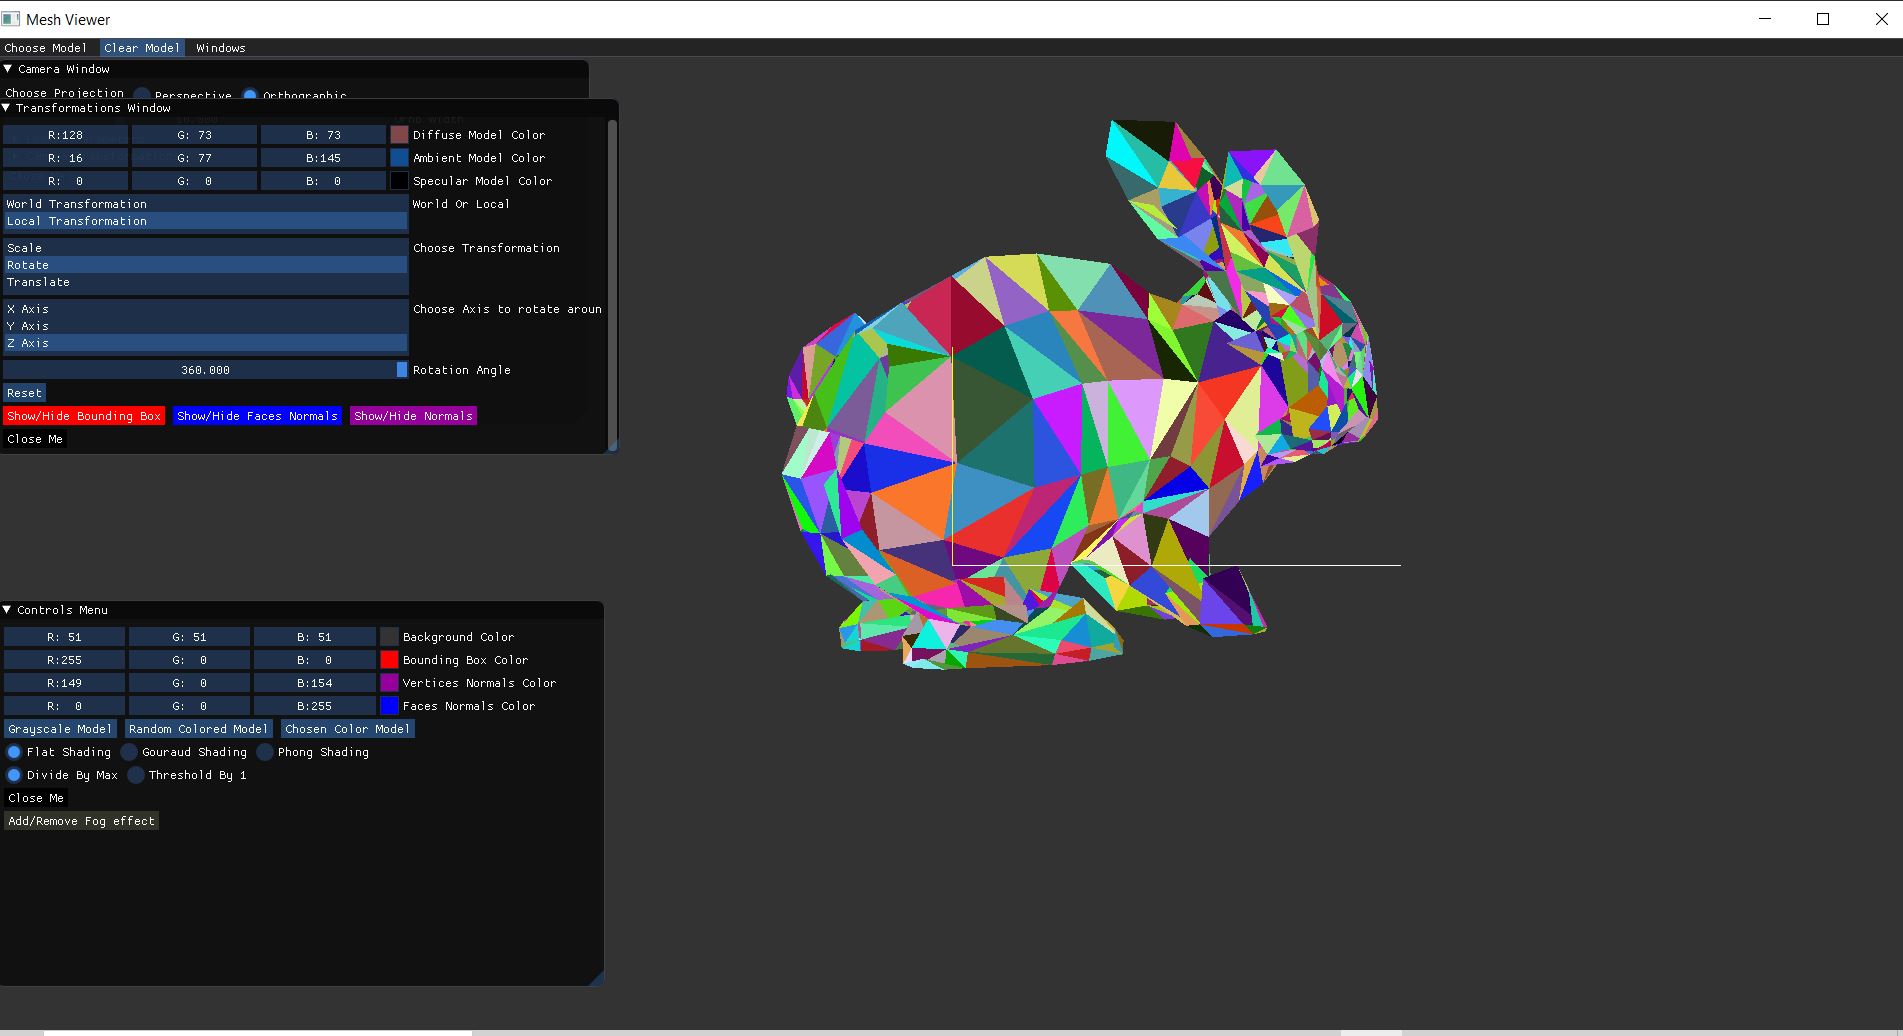 Mesh Viewer
Choose Model Clear Model Windows
Camera Window
Choose Projection Perspective Orthographic
Transformations Window
R:128 G: 73 B: 73 Diffuse Model Color
R: 16 G: 77 B:145 Ambient Model Color
R: 0 G: 0 B: 0 Specular Model Color
World Transformation World Or Local
Local Transformation
Scale Choose Transformation
Rotate
Translate
X Axis Choose Axis to rotate aroun
Y Axis
Z Axis
360.000 Rotation Angle
Reset
Show/Hide Bounding Box Show/Hide Faces Normals Show/Hide Normals
Close Me
Controls Menu
R: 51 G: 51 B: 51 Background Color
R:255 G: 0 B: 0 Bounding Box Color
R:149 G: 0 B:154 Vertices Normals Color
R: 0 G: 0 B:255 Faces Normals Color
Grayscale Model Random Colored Model Chosen Color Model
Flat Shading Gouraud Shading Phong Shading
Divide By Max Threshold By 1
Close Me
Add/Remove Fog effect